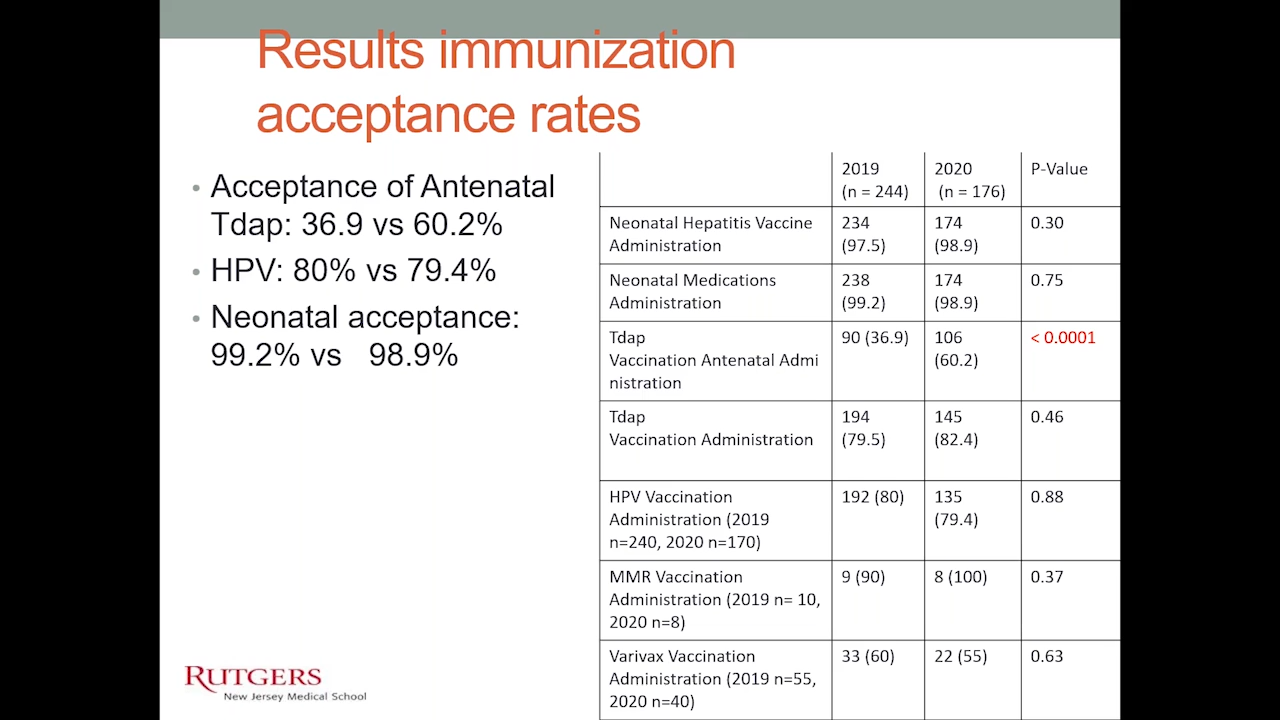 Results immunization
acceptance rates
• Acceptance of Antenatal
Tdap: 36.9 vs 60.2%
• HPV: 80% vs 79.4%
• Neonatal acceptance:
99.2% vs 98.9%
2019 2020 P-Value
(n = 244) (n = 176)
Neonatal Hepatitis Vaccine 234 174 0.30
Administration (97.5) (98.9)
Neonatal Medications 238 174 0.75
Administration (99.2) (98.9)
Tdap 90 (36.9) 106 < 0.0001
Vaccination Antenatal Admi (60.2)
nistration
Tdap 194 145 0.46
Vaccination Administration (79.5) (82.4)
HPV Vaccination 192 (80) 135 0.88
Administration (2019 (79.4)
n=240, 2020 n=170)
MMR Vaccination 9 (90) 8 (100) 0.37
Administration (2019 n= 10,
2020 n=8)
Varivax Vaccination 33 (60) 22 (55) 0.63
Administration (2019 n=55,
2020 n=40)
RUTGERS
New Jersey Medical School